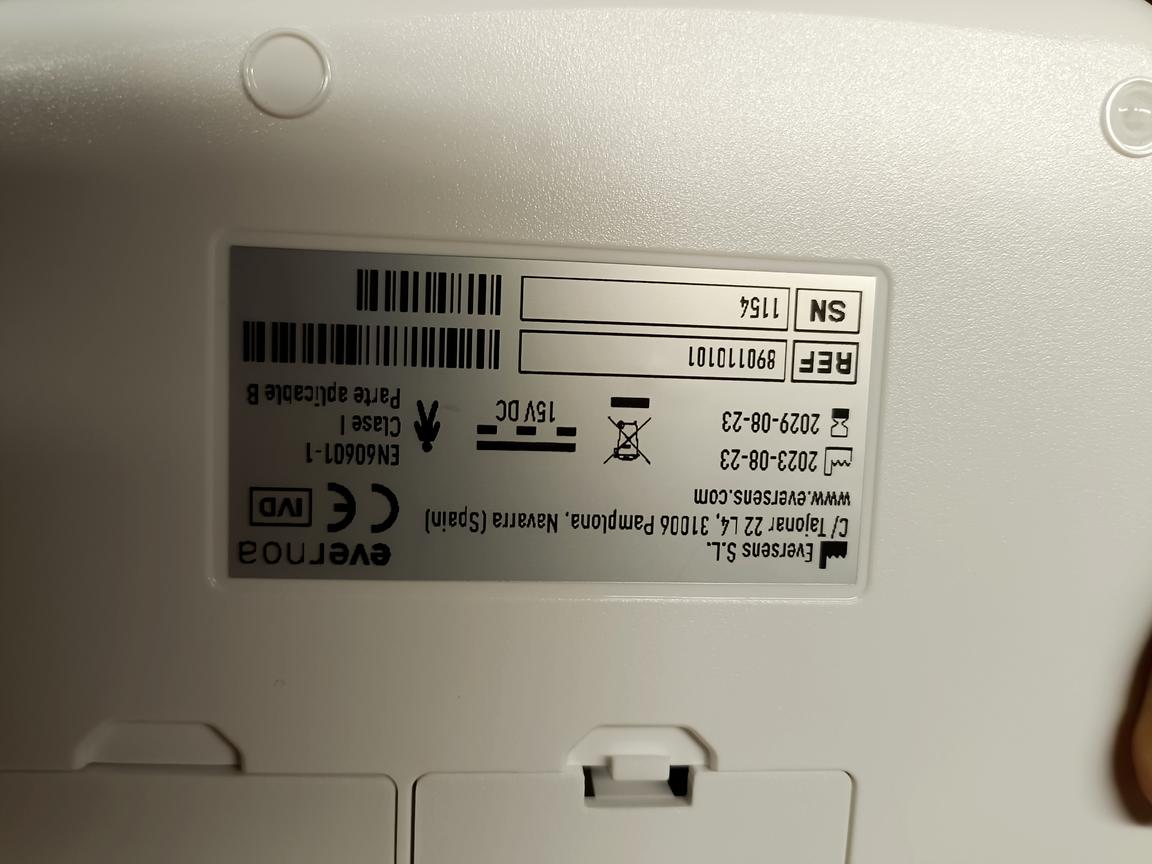 evernoa
Eversens S.L.
C/ Tajonar 22 L4, 31006 Pamplona, Navarra (Spain)
www.eversens.com
CE IVD
2023-08-23
2029-08-23
15V DC
EN60601-1
Clase I
Parte aplicable B
REF 890110101
SN 1154